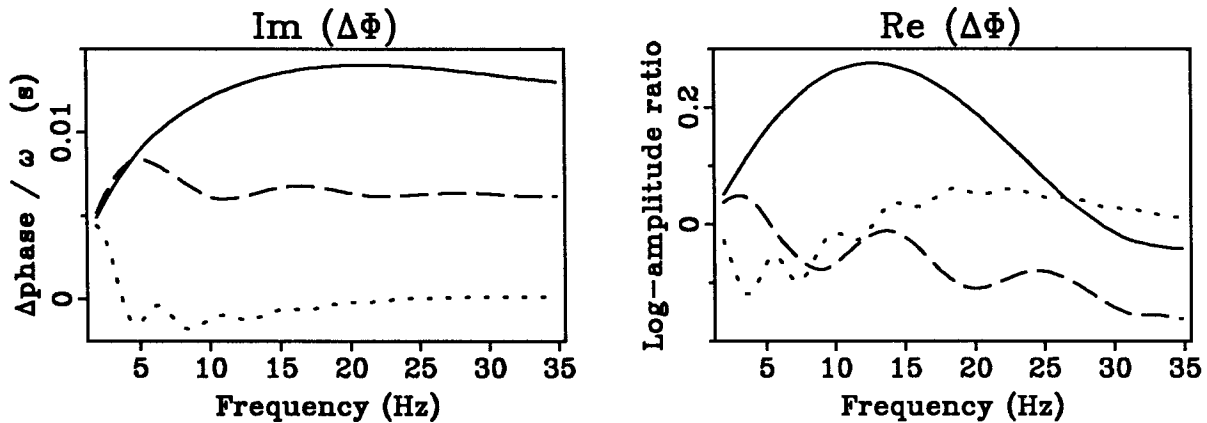 Im (ΔΦ)
Δphase / ω (s)
0.01
0
5 10 15 20 25 30 35
Frequency (Hz)
Re (ΔΦ)
Log-amplitude ratio
0.2
0
5 10 15 20 25 30 35
Frequency (Hz)